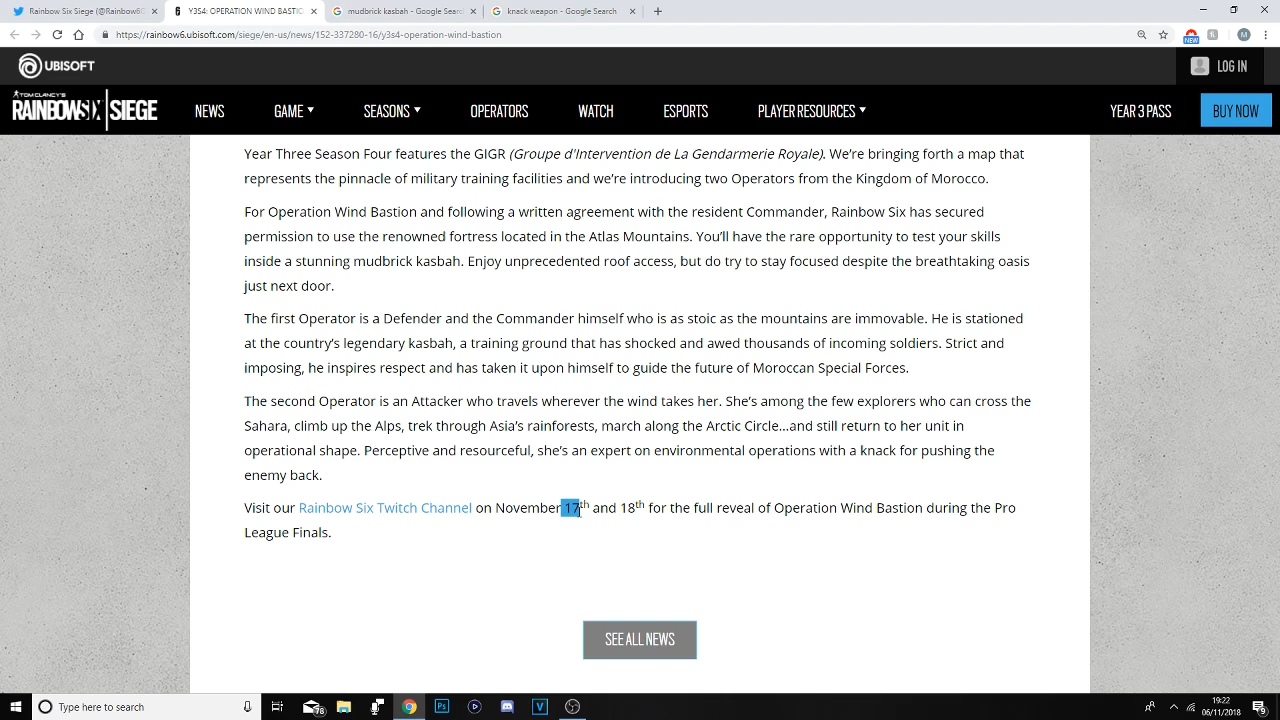 Rainbow Six Siege (@Rainbow6G
Y3S4: OPERATION WIND BASTIO
mudbrick kasbah - Google Search
knack weapon - Google Search
https://rainbow6.ubisoft.com/siege/en-us/news/152-337280-16/y3s4-operation-wind-bastion
NEW
M
UBISOFT
LOG IN
TOM CLANCY'S
RAINBOWSIX | SIEGE
NEWS
GAME
SEASONS
OPERATORS
WATCH
ESPORTS
PLAYER RESOURCES
YEAR 3 PASS
BUY NOW
Year Three Season Four features the GIGR (Groupe d'Intervention de La Gendarmerie Royale). We're bringing forth a map that
represents the pinnacle of military training facilities and we're introducing two Operators from the Kingdom of Morocco.
For Operation Wind Bastion and following a written agreement with the resident Commander, Rainbow Six has secured
permission to use the renowned fortress located in the Atlas Mountains. You'll have the rare opportunity to test your skills
inside a stunning mudbrick kasbah. Enjoy unprecedented roof access, but do try to stay focused despite the breathtaking oasis
just next door.
The first Operator is a Defender and the Commander himself who is as stoic as the mountains are immovable. He is stationed
at the country's legendary kasbah, a training ground that has shocked and awed thousands of incoming soldiers. Strict and
imposing, he inspires respect and has taken it upon himself to guide the future of Moroccan Special Forces.
The second Operator is an Attacker who travels wherever the wind takes her. She's among the few explorers who can cross the
Sahara, climb up the Alps, trek through Asia's rainforests, march along the Arctic Circle...and still return to her unit in
operational shape. Perceptive and resourceful, she's an expert on environmental operations with a knack for pushing the
enemy back.
Visit our Rainbow Six Twitch Channel on November 17th and 18th for the full reveal of Operation Wind Bastion during the Pro
League Finals.
SEE ALL NEWS
Type here to search
78
Ps
V
19:22
06/11/2018
9